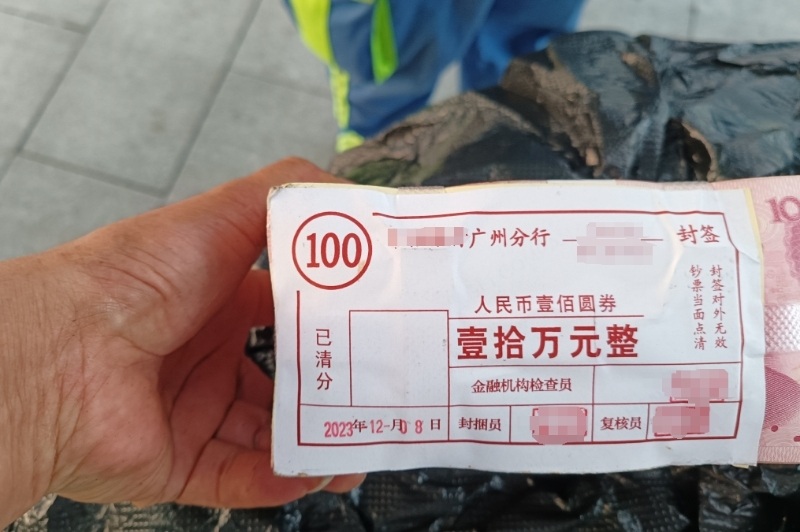 100
广州分行 — — 封签
人民币壹佰圆券
壹拾万元整
封签对外无效
钞票当面点清
已清分
金融机构检查员
2023年12月08日
封捆员
复核员
10